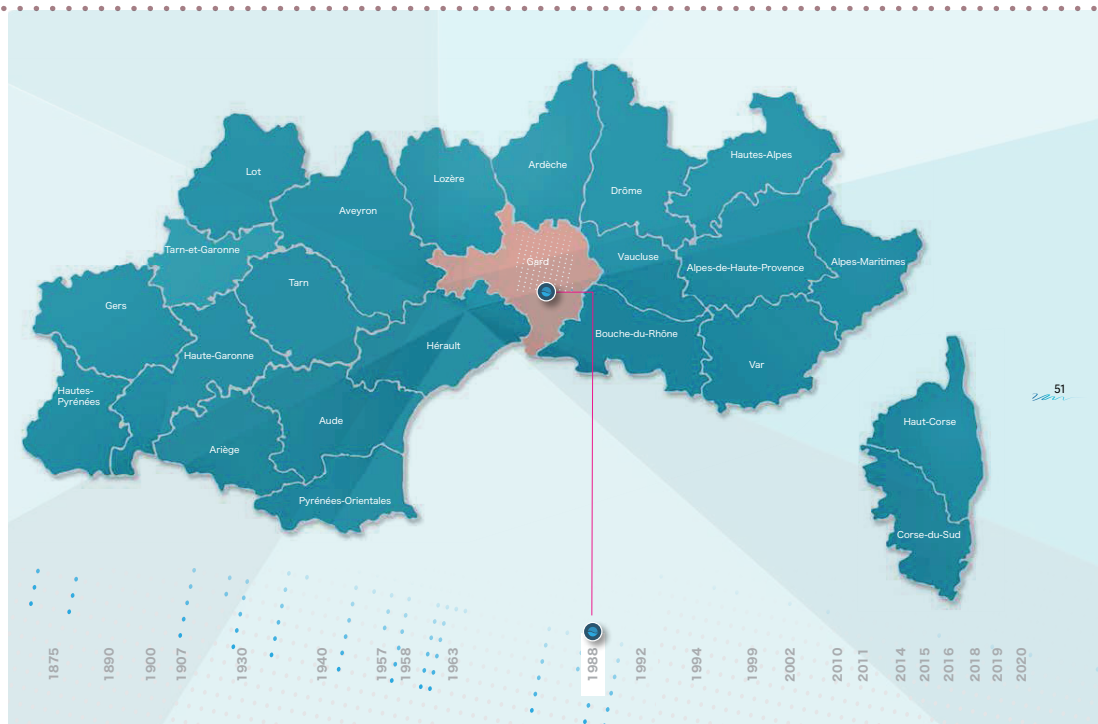 Hautes-Alpes
Ardèche
Lot
Lozère
Drôme
Aveyron
Tarn-et-Garonne
Vaucluse
Gard
Alpes-Maritimes
Alpes-de-Haute-Provence
Tarn
Gers
Bouche-du-Rhône
Hérault
Haute-Garonne
Var
51
Hautes-
Pyrénées
Aude
Haut-Corse
Ariège
Pyrénées-Orientales
Corse-du-Sud
1875
1890
1900
1907
1930
1940
1957
1958
1963
1988
1992
1994
1999
2002
2010
2011
2014
2015
2016
2018
2019
2020